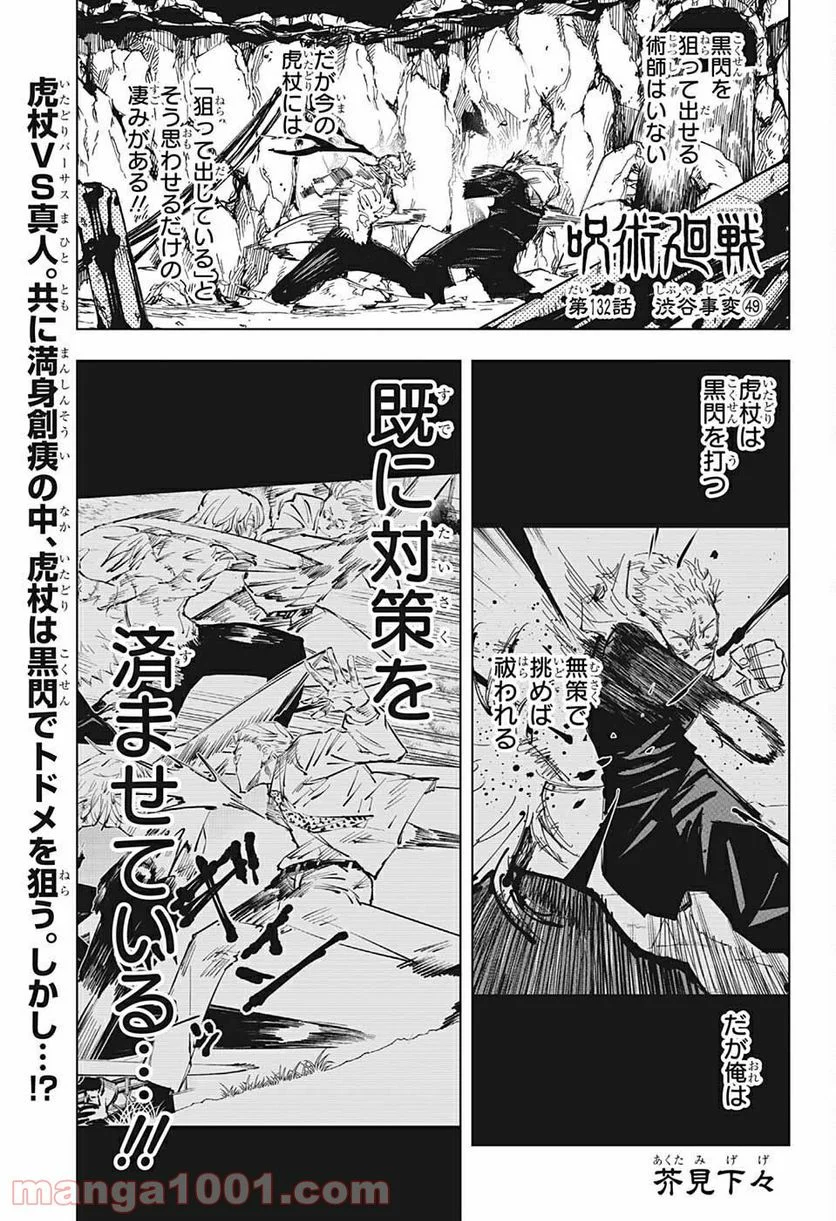 黒閃を
狙って出せる
術師はいない
だが今の
虎杖には
「狙って出している」と
そう思わせるだけの
凄みがある!!
呪術廻戦
第132話 渋谷事変㊾
虎杖は
黒閃を打つ
無策で
挑めば
祓われる
だが俺は
既に対策を
済ませている…!!
ガイン
虎杖VS真人。共に満身創痍の中、虎杖は黒閃でトドメを狙う。しかし…!?
芥見下々
manga1001.com